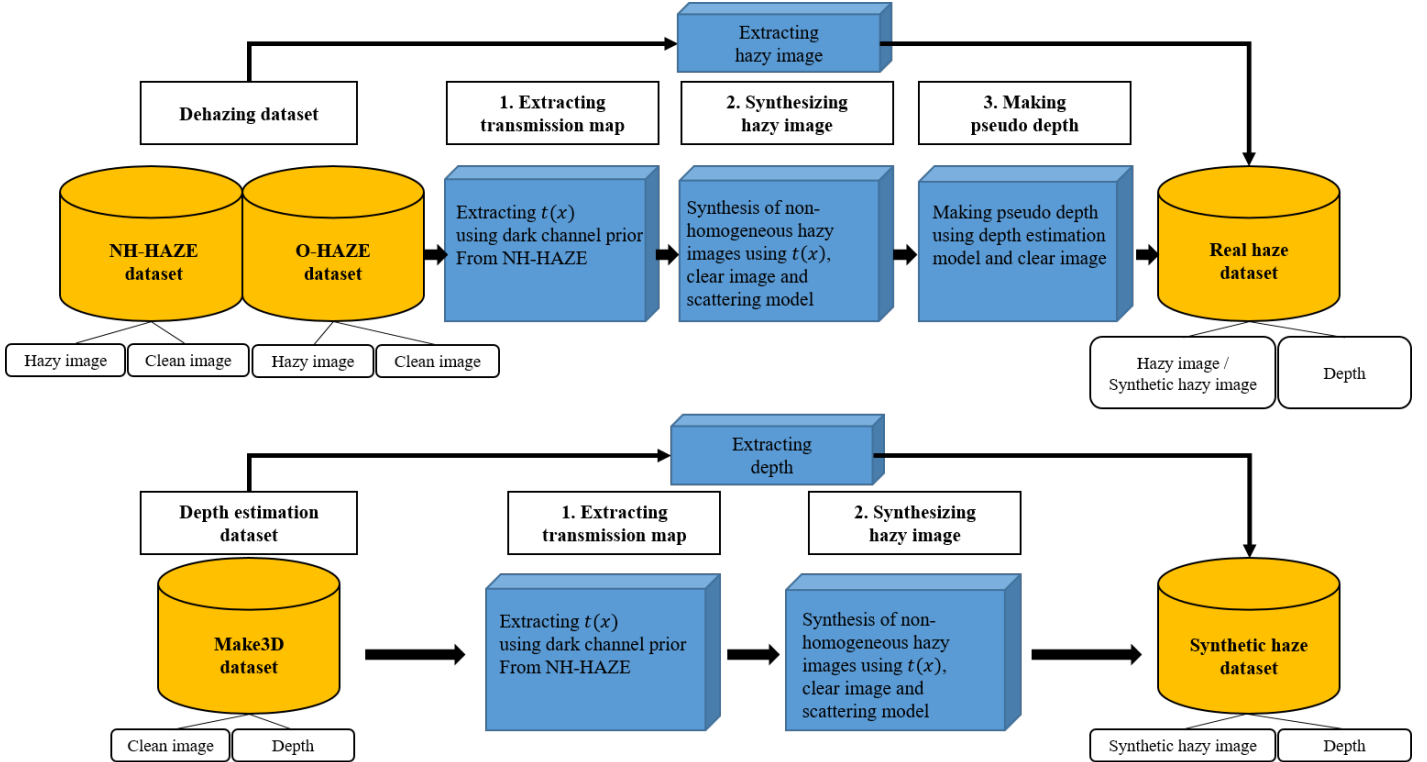 Extracting
hazy image
Dehazing dataset
1. Extracting
transmission map
2. Synthesizing
hazy image
3. Making
pseudo depth
NH-HAZE
dataset
O-HAZE
dataset
Extracting t(x)
using dark channel prior
From NH-HAZE
Synthesis of non-
homogeneous hazy
images using t(x),
clear image and
scattering model
Making pseudo depth
using depth estimation
model and clear image
Real haze
dataset
Hazy image
Clean image
Hazy image
Clean image
Hazy image /
Synthetic hazy image
Depth
Extracting
depth
Depth estimation
dataset
1. Extracting
transmission map
2. Synthesizing
hazy image
Make3D
dataset
Extracting t(x)
using dark channel prior
From NH-HAZE
Synthesis of non-
homogeneous hazy
images using t(x),
clear image and
scattering model
Synthetic haze
dataset
Clean image
Depth
Synthetic hazy image
Depth